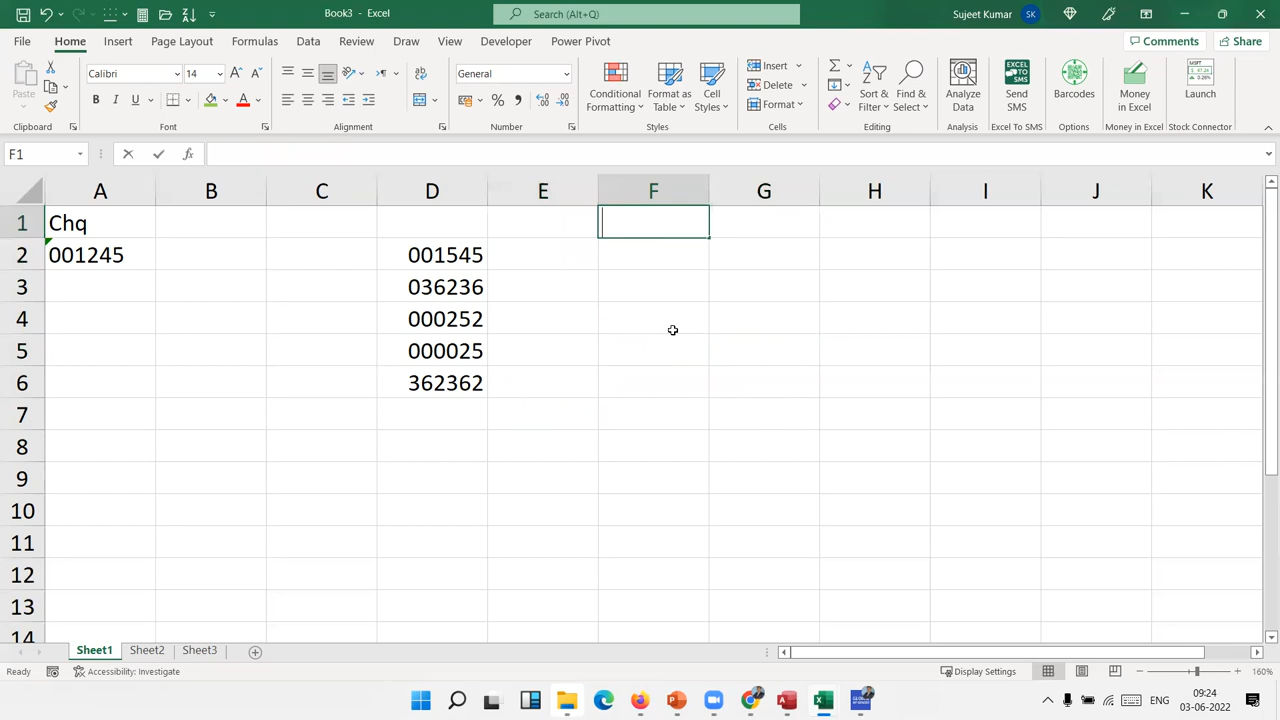 Book3 - Excel
Search (Alt+Q)
Sujeet Kumar
SK
File
Home
Insert
Page Layout
Formulas
Data
Review
View
Draw
Developer
Power Pivot
Comments
Share
Paste
Calibri
14
General
Conditional Formatting
Format as Table
Cell Styles
Insert
Delete
Format
Sort & Filter
Find & Select
Analyze Data
Send SMS
Barcodes
Money in Excel
Launch
Clipboard
Font
Alignment
Number
Styles
Cells
Editing
Analysis
Excel To SMS
Options
Money in Excel
Stock Connector
F1
fx
A B C D E F G H I J K
1 Chq
2 001245 001545
3 036236
4 000252
5 000025
6 362362
7
8
9
10
11
12
13
14
Sheet1
Sheet2
Sheet3
Ready
Accessibility: Investigate
Display Settings
160%
ENG
09:24
03-06-2022